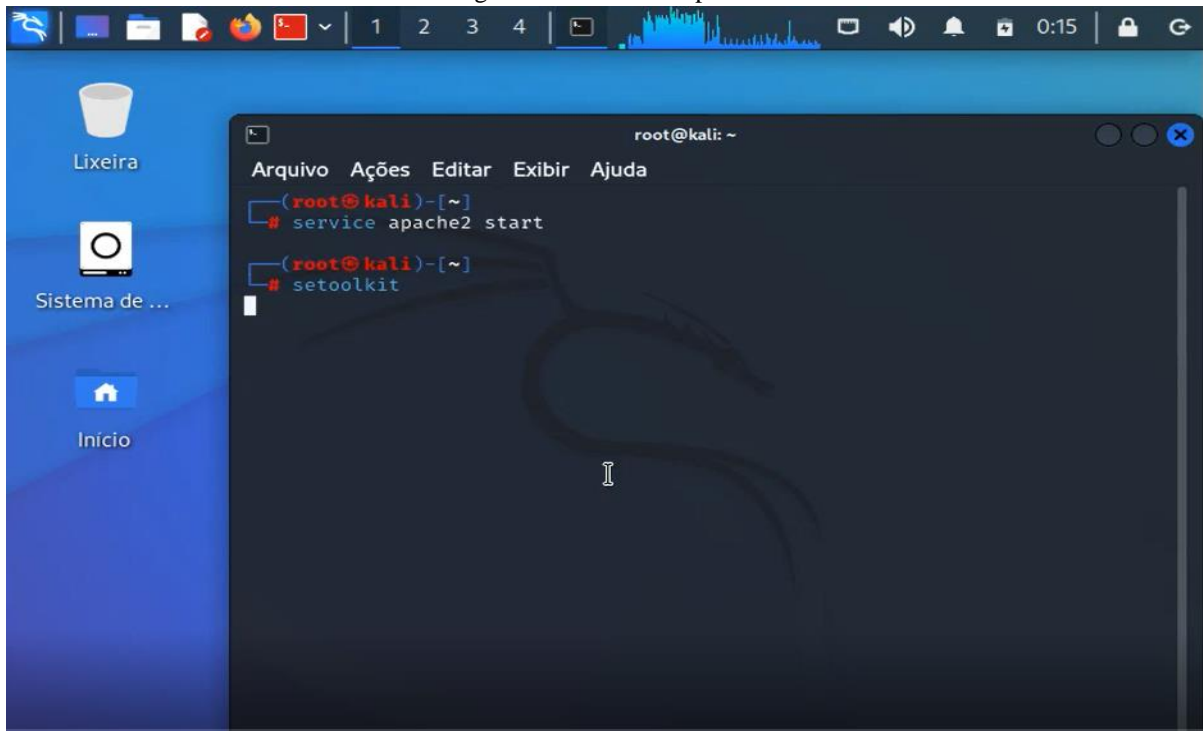 1 2 3 4 0:15
Lixeira
root@kali: ~
Arquivo Ações Editar Exibir Ajuda
(root㉿kali)-[~]
# service apache2 start
Sistema de ...
(root㉿kali)-[~]
# setoolkit
Início